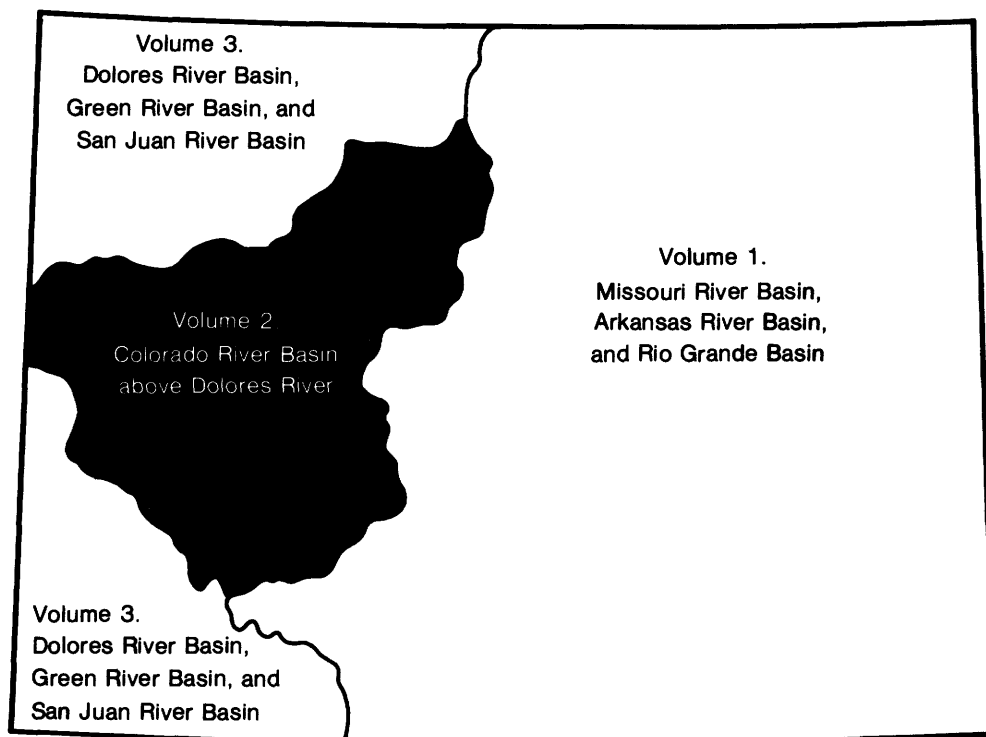 Volume 3.
Dolores River Basin,
Green River Basin, and
San Juan River Basin
Volume 1.
Missouri River Basin,
Arkansas River Basin,
and Rio Grande Basin
Volume 2
Colorado River Basin
above Dolores River
Volume 3.
Dolores River Basin,
Green River Basin, and
San Juan River Basin